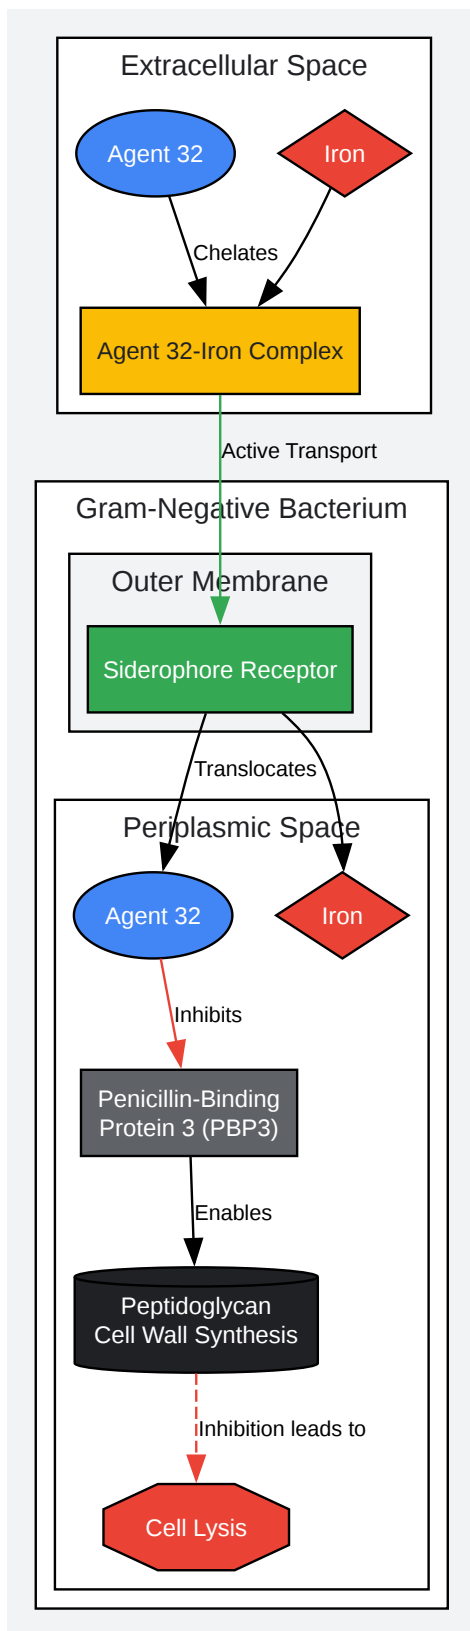 Extracellular Space
Agent 32
Iron
Chelates
Agent 32-Iron Complex
Active Transport
Gram-Negative Bacterium
Outer Membrane
Siderophore Receptor
Translocates
Periplasmic Space
Agent 32
Iron
Inhibits
Penicillin-Binding
Protein 3 (PBP3)
Enables
Peptidoglycan
Cell Wall Synthesis
Inhibition leads to
Cell Lysis